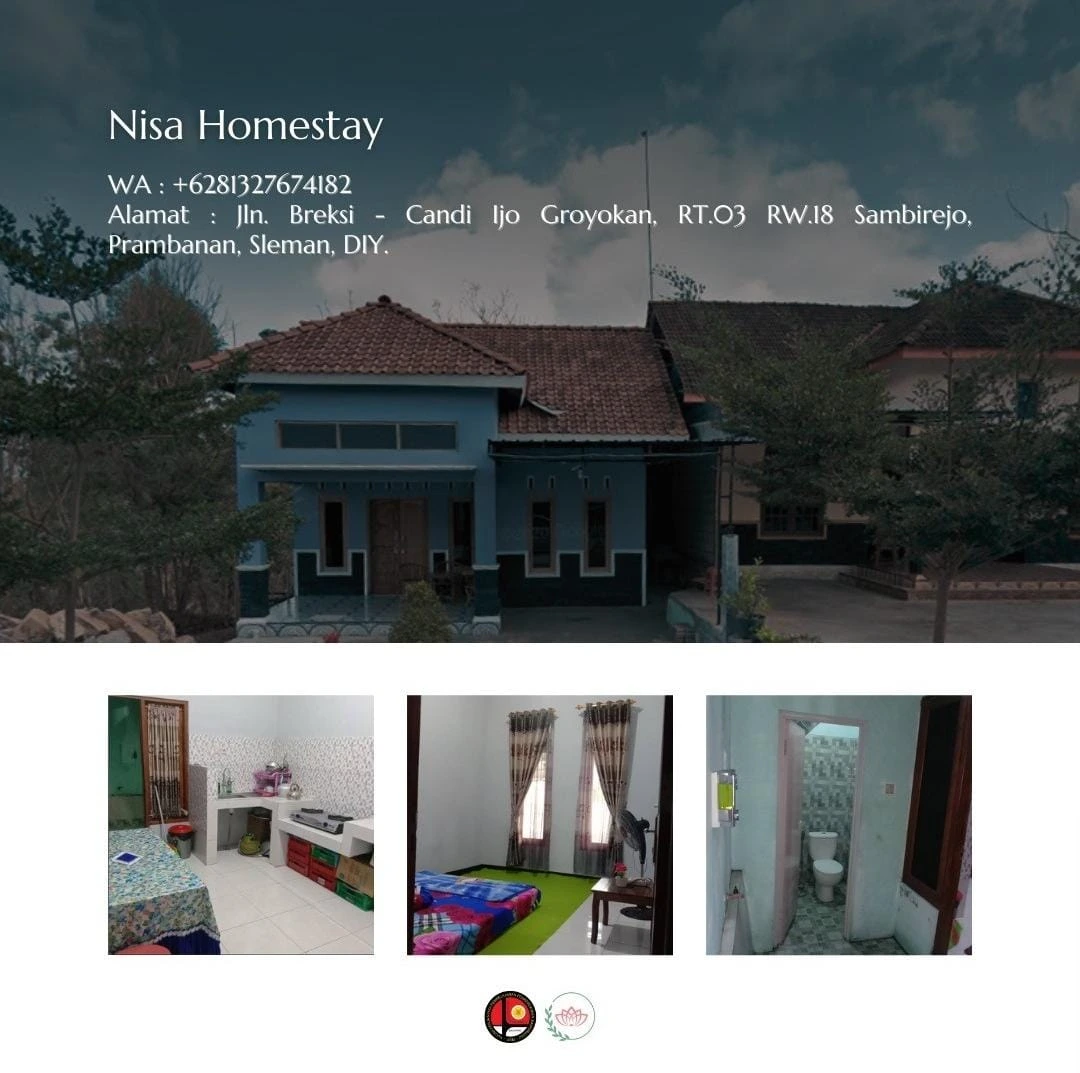 Nisa Homestay
WA : +6281327674182
Alamat : Jln. Breksi - Candi Ijo Groyokan, RT.03 RW.18 Sambirejo,
Prambanan, Sleman, DIY.